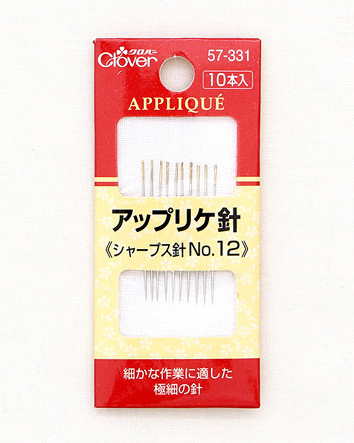 クロバー
Clover
57-331
10本入
APPLIQUÉ
アップリケ針
《シャープス針No.12》
細かな作業に適した
極細の針